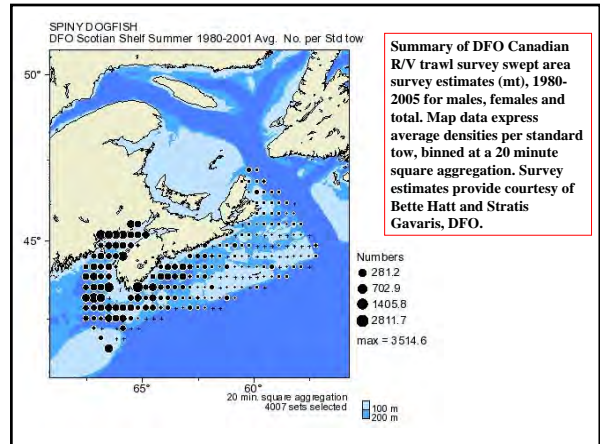 SPINY DOGFISH
DFO Scotian Shelf Summer 1980-2001 Avg. No. per Std tow
50°
45°
65°
60°
Numbers
281.2
702.9
1405.8
2811.7
max = 3514.6
20 min. square aggregation
4007 sets selected
100 m
200 m
Summary of DFO Canadian
R/V trawl survey swept area
survey estimates (mt), 1980-
2005 for males, females and
total. Map data express
average densities per standard
tow, binned at a 20 minute
square aggregation. Survey
estimates provide courtesy of
Bette Hatt and Stratis
Gavaris, DFO.